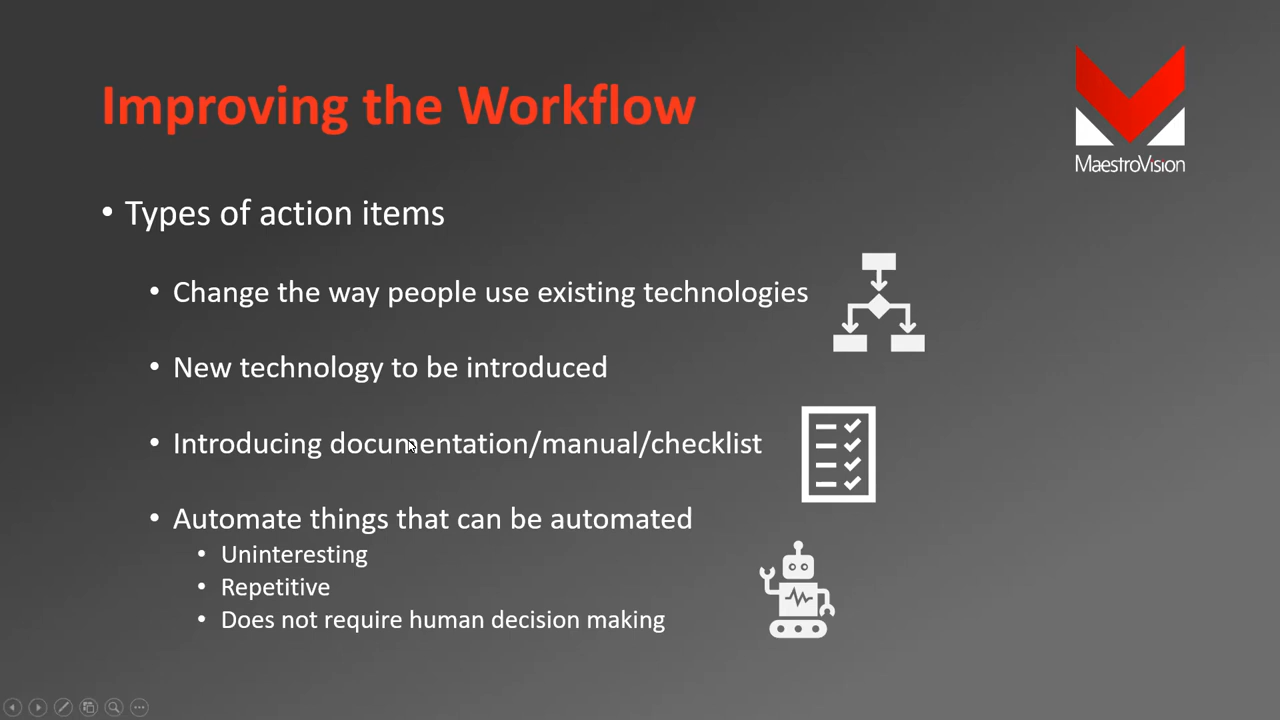 Improving the Workflow
MaestroVision
• Types of action items
• Change the way people use existing technologies
• New technology to be introduced
• Introducing documentation/manual/checklist
• Automate things that can be automated
• Uninteresting
• Repetitive
• Does not require human decision making